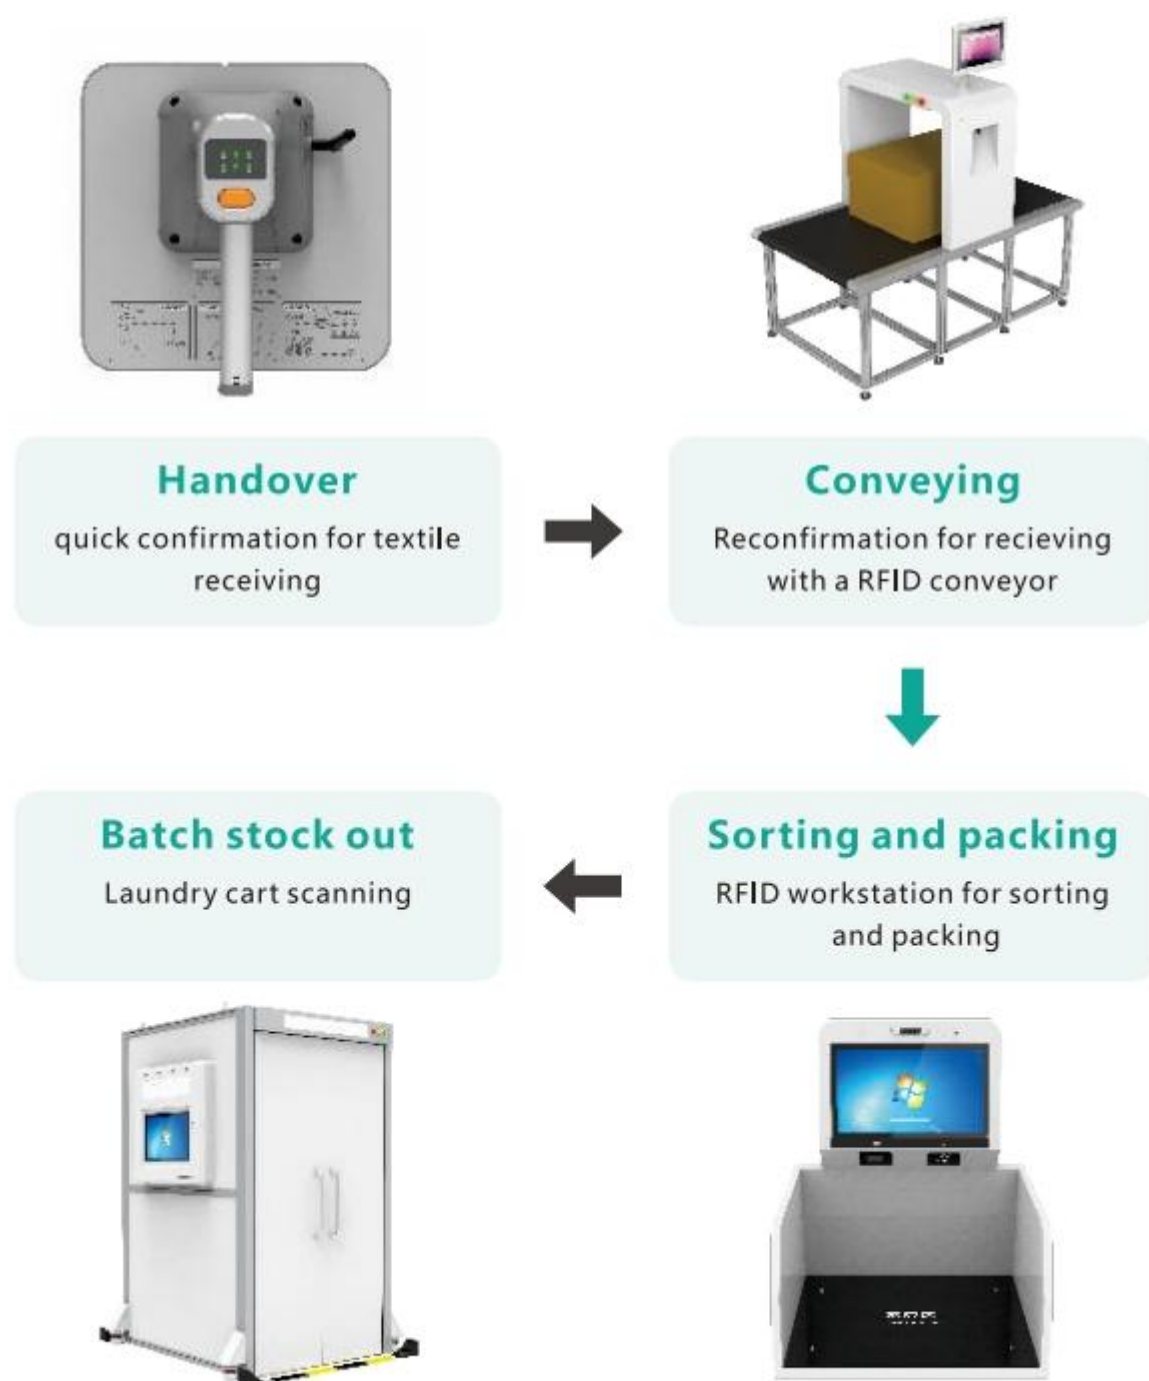 Handover
quick confirmation for textile
receiving
Conveying
Reconfirmation for recieving
with a RFID conveyor
Batch stock out
Laundry cart scanning
Sorting and packing
RFID workstation for sorting
and packing